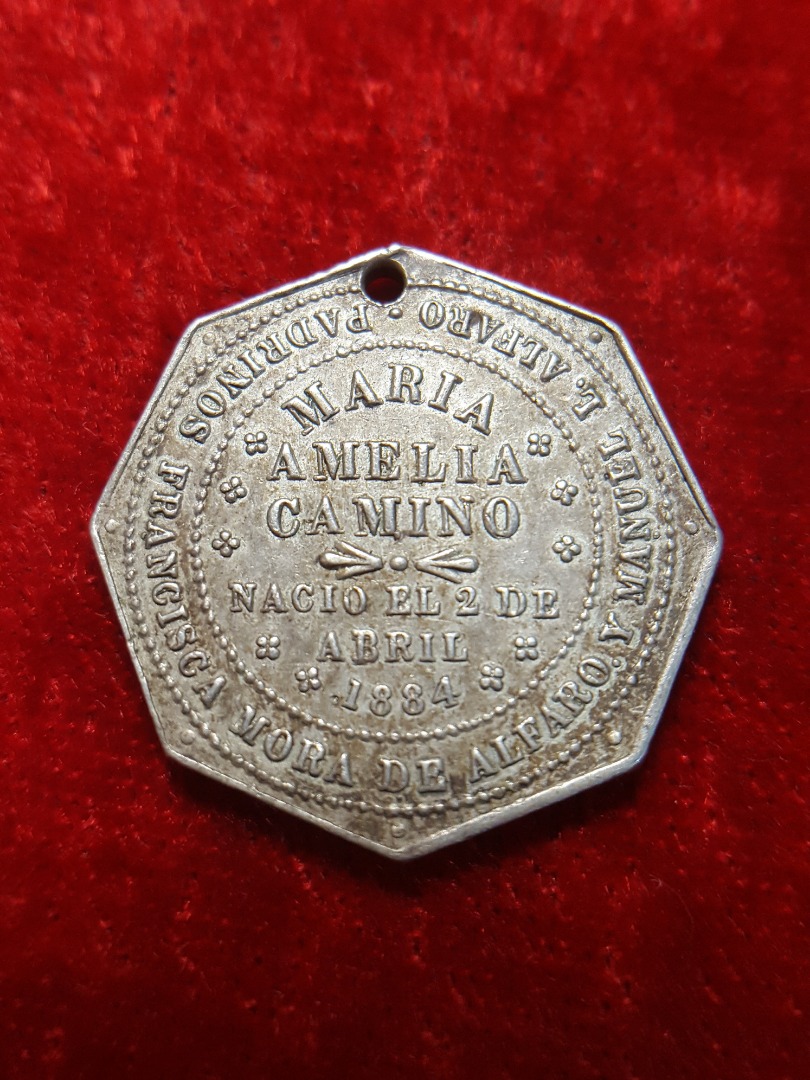 MARIA
AMELIA
CAMINO
NACIO EL 2 DE
ABRIL
1884
PADRINOS FRANCISCA MORA DE ALFARO, Y MANUEL L. ALFARO